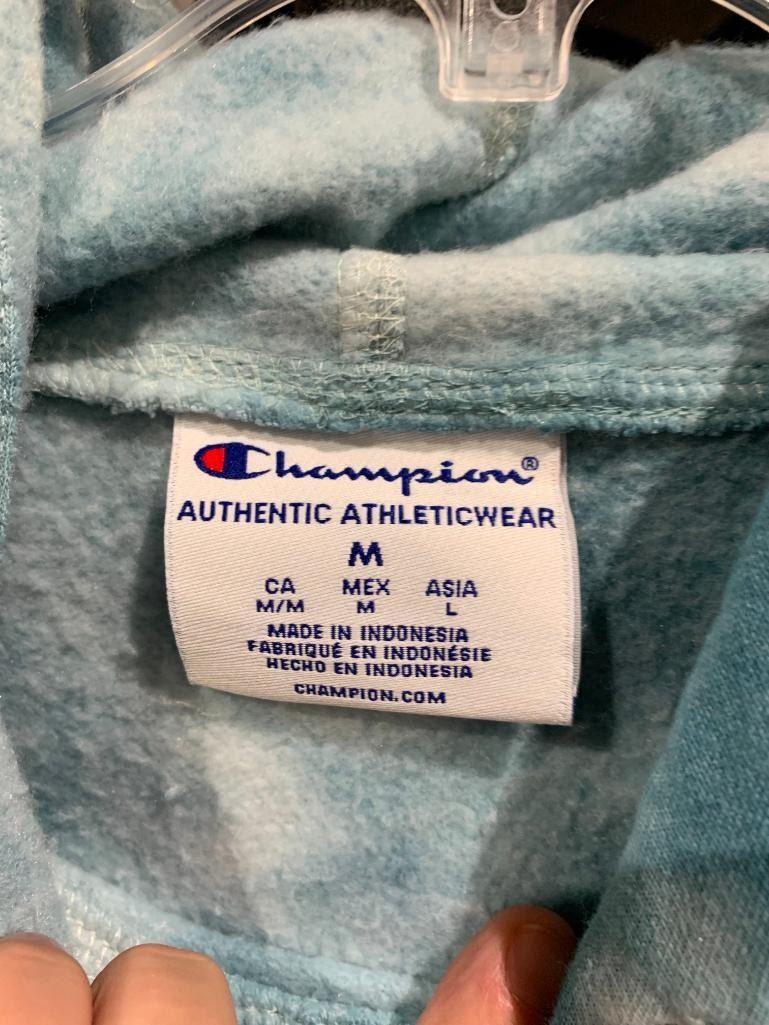 Champion®
AUTHENTIC ATHLETICWEAR
M
CA MEX ASIA
M/M M L
MADE IN INDONESIA
FABRIQUÉ EN INDONÉSIE
HECHO EN INDONESIA
CHAMPION.COM